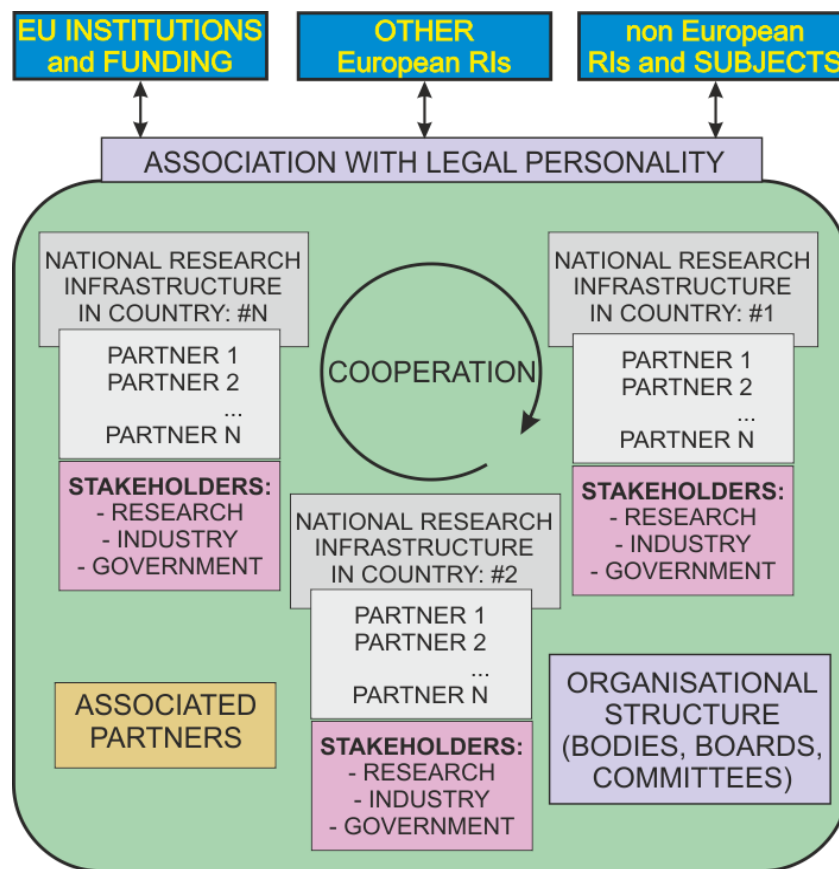 EU INSTITUTIONS
and FUNDING
OTHER
European RIs
non European
RIs and SUBJECTS
ASSOCIATION WITH LEGAL PERSONALITY
NATIONAL RESEARCH
INFRASTRUCTURE
IN COUNTRY: #N
PARTNER 1
PARTNER 2
...
PARTNER N
STAKEHOLDERS:
- RESEARCH
- INDUSTRY
- GOVERNMENT
COOPERATION
NATIONAL RESEARCH
INFRASTRUCTURE
IN COUNTRY: #1
PARTNER 1
PARTNER 2
...
PARTNER N
STAKEHOLDERS:
- RESEARCH
- INDUSTRY
- GOVERNMENT
NATIONAL RESEARCH
INFRASTRUCTURE
IN COUNTRY: #2
PARTNER 1
PARTNER 2
...
PARTNER N
STAKEHOLDERS:
- RESEARCH
- INDUSTRY
- GOVERNMENT
ASSOCIATED
PARTNERS
ORGANISATIONAL
STRUCTURE
(BODIES, BOARDS,
COMMITTEES)